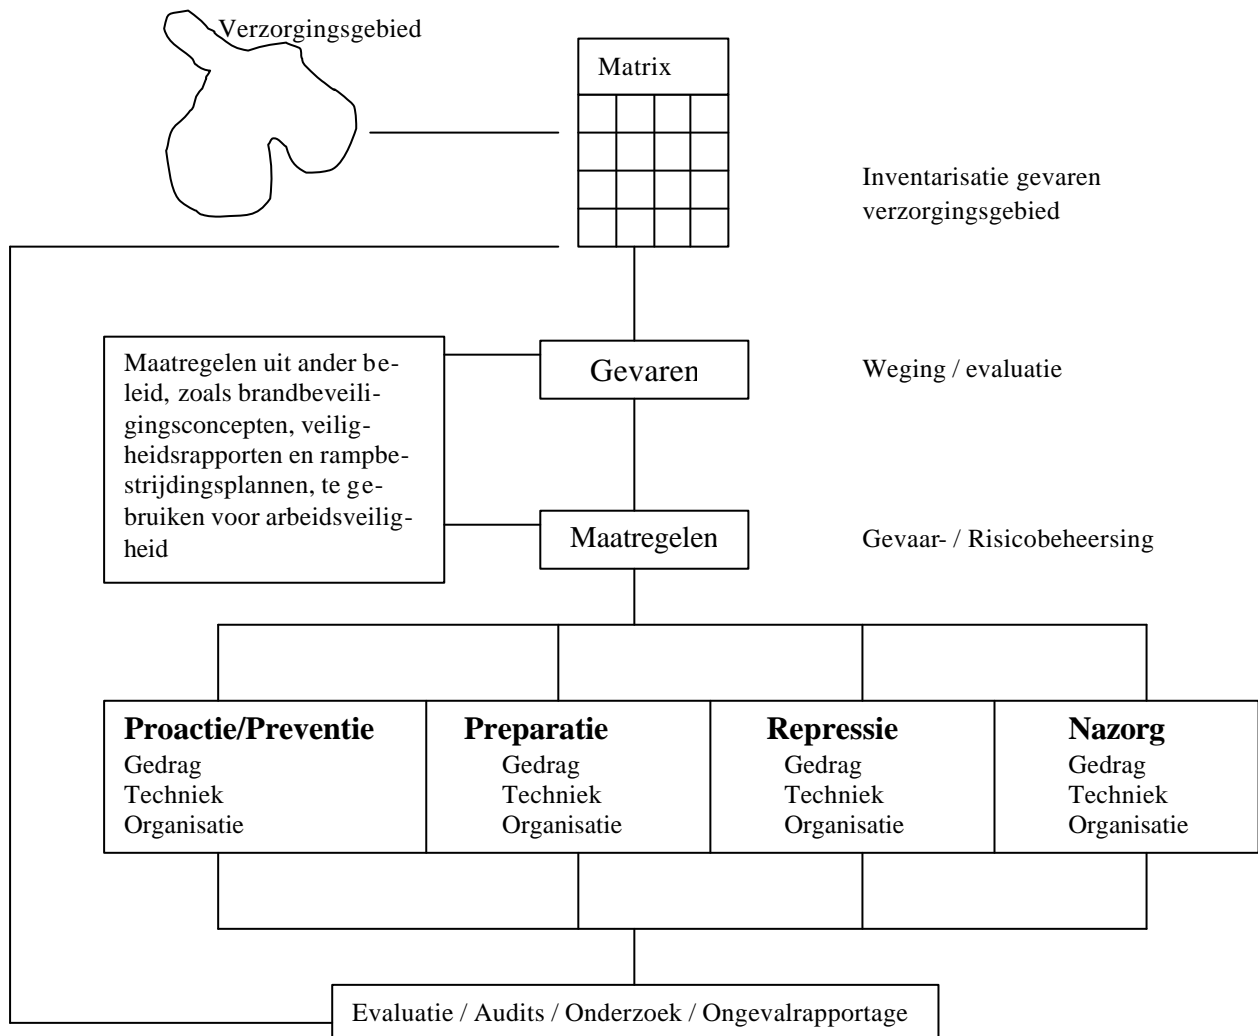 Verzorgingsgebied
Matrix
Inventarisatie gevaren
verzorgingsgebied
Maatregelen uit ander be-
leid, zoals brandbeveili-
gingsconcepten, veilig-
heidsrapporten en rampbe-
strijdingsplannen, te ge-
bruiken voor arbeidsveilig-
heid
Gevaren
Weging / evaluatie
Maatregelen
Gevaar- / Risicobeheersing
Proactie/Preventie
Gedrag
Techniek
Organisatie
Preparatie
Gedrag
Techniek
Organisatie
Repressie
Gedrag
Techniek
Organisatie
Nazorg
Gedrag
Techniek
Organisatie
Evaluatie / Audits / Onderzoek / Ongevalrapportage